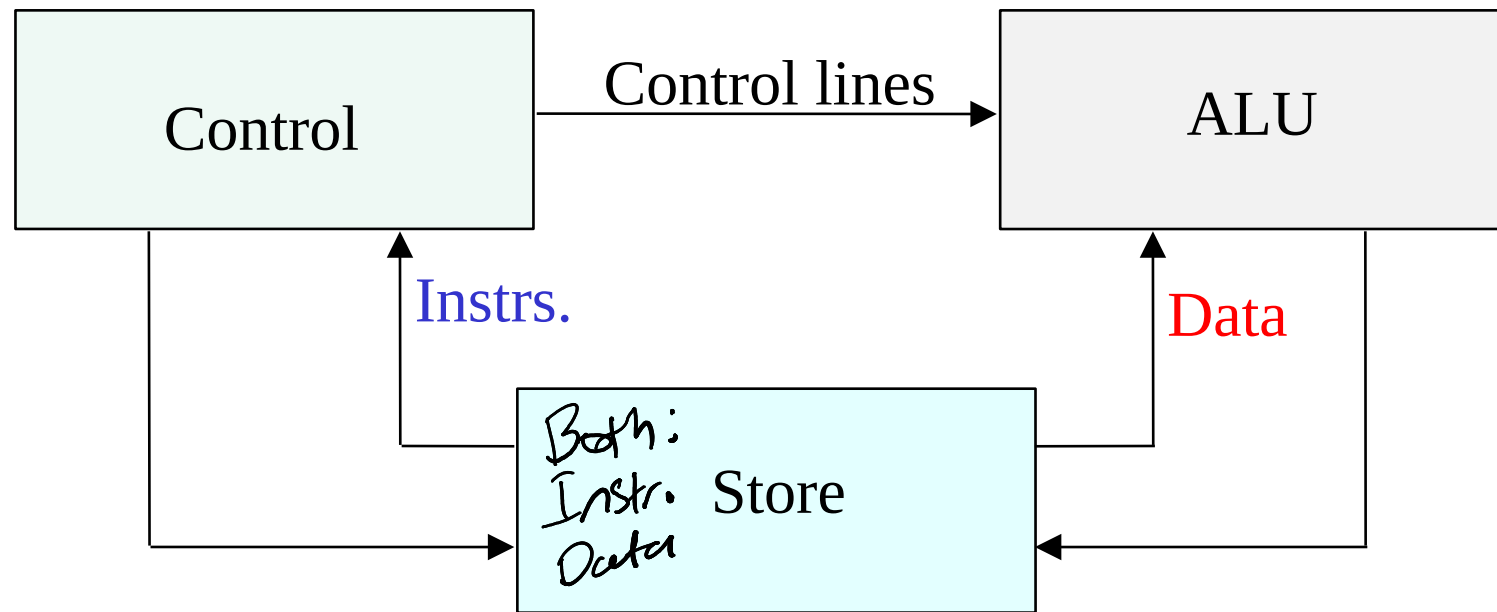 Control lines
Control
ALU
Instrs.
Data
Both:
Instr.
Store
Data